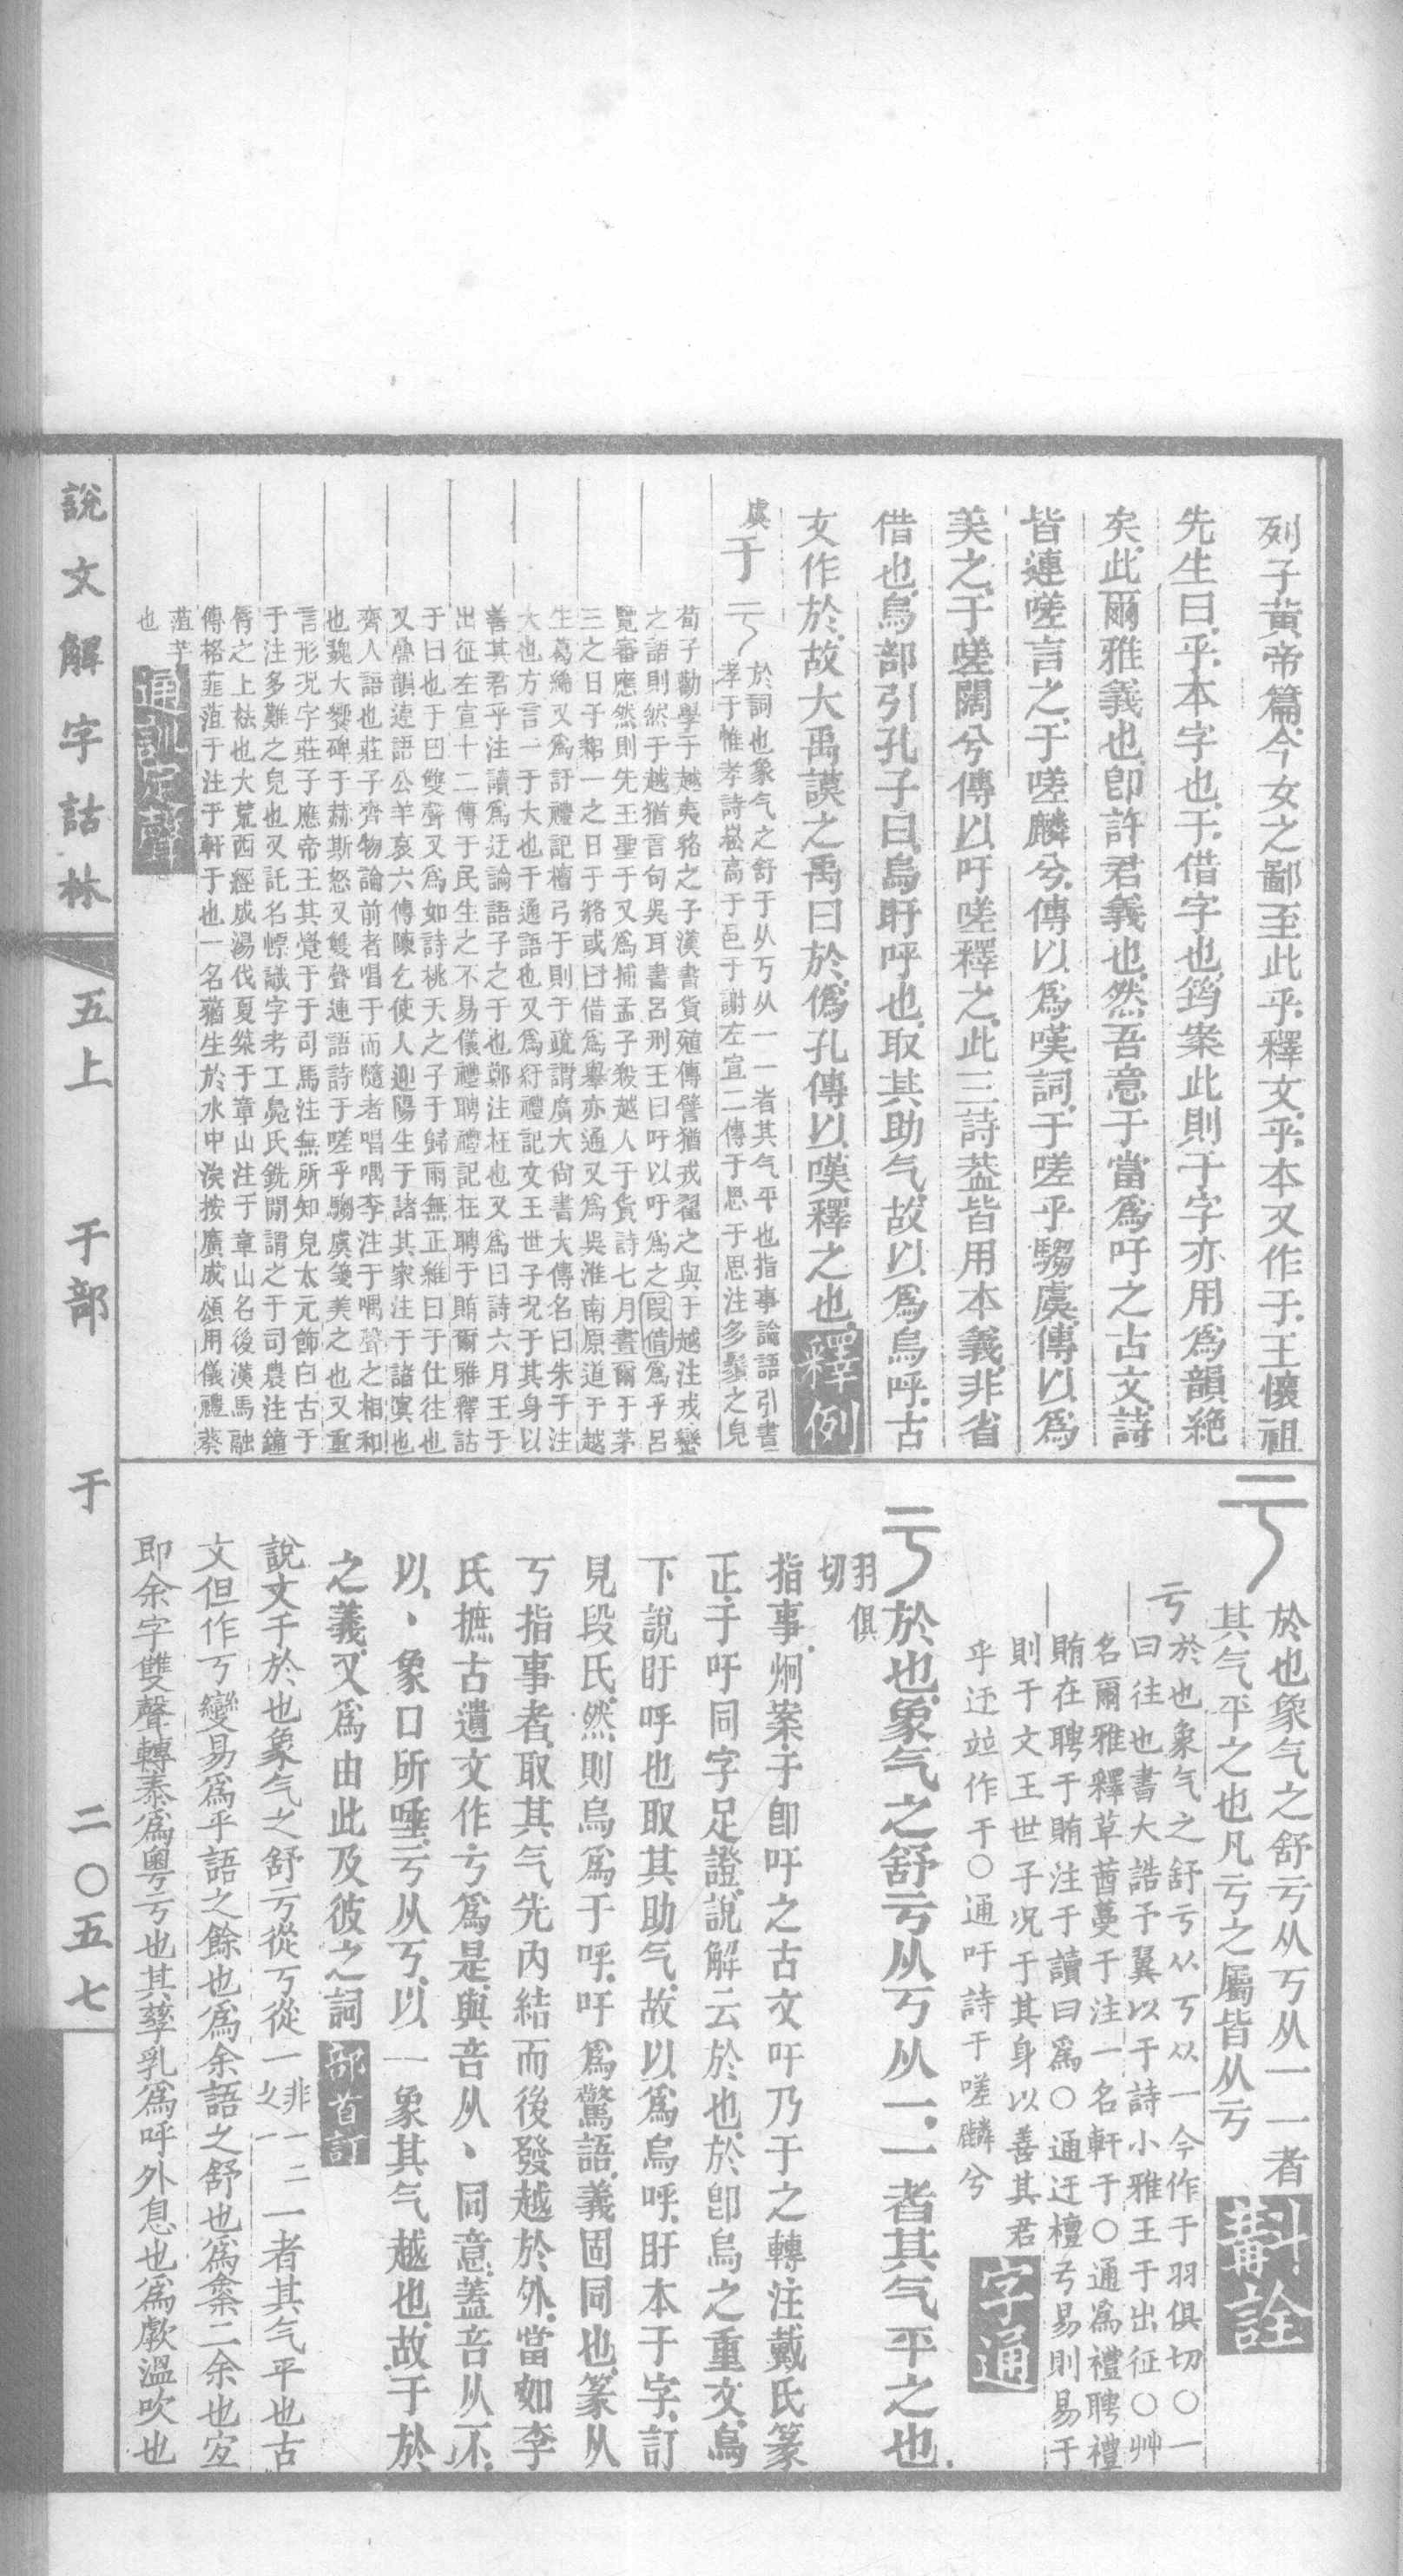 列子黃帝篇.今女之鄙至此乎.釋文.乎.本又作于.王懷祖
先生曰.乎.本字也.于.借字也.筠案此則于字亦用爲韻絕
矣.此爾雅義也.卽許君義也.然吾意于當爲吁之古文.詩
皆連嗟言之.于嗟麟兮.傳以爲嘆詞.于嗟乎騶虞.傳以爲
美之.于嗟闊兮.傳以吁嗟釋之.此三詩葢皆用本義.非省
借也.烏部引孔子曰.烏盱呼也.取其助气.故以爲烏呼.古
文作於.故大禹謨之禹曰於.僞孔傳以嘆釋之也.釋例
虞于
於詞也象气之舒于从丂从一一者其气平也指事論語引書
孝于惟孝詩崧高于邑于謝左宣二傳于思于思注多鬚之皃
荀子勸學于越夷貉之子漢書貨殖傳譬猶戎翟之與于越注戎蠻
之語則然于越猶言句吳耳書呂刑王曰吁以吁爲之叚借爲乎呂
覽審應然則先王聖于又爲捕孟子殺越人于貨詩七月晝爾于茅
三之日于耜一之日于貉或曰借爲舉亦通又爲吳淮南原道于越
生葛絺又爲訏禮記檀弓于則于疏謂廣大尙書大傳名曰朱于注
大也方言一于大也于通語也又爲紆禮記文王世子況于其身以
善其君乎注讀爲迂論語子之于也鄭注枉也又爲曰詩六月王于
出征左宣十二傳于民生之不易儀禮聘禮記在聘于賄爾雅釋詁
于曰也于曰雙聲又爲如詩桃夭之子于歸雨無正維曰于仕往也
又疊韻連語公羊哀六傳陳乞使人迎陽生于諸其家注于諸寘也
齊人語也莊子齊物論前者唱于而隨者唱喁李注于喁聲之相和
也魏大饗碑于赫斯怒又雙聲連語詩于嗟乎騶虞箋美之也又重
言形況字莊子應帝王其覺于于司馬注無所知皃太元飾白古于
于注多難之皃也又託名幖識字考工鳧氏銑閒謂之于司農注鐘
脣之上袪也大荒西經成湯伐夏桀于章山注于章山名後漢馬融
傳格韮菹于注于軒于也一名蕕生於水中矣按廣成頌用儀禮葵
菹芋
也通訓定聲
於也象气之舒亏从丂从一一者
其气平之也凡亏之屬皆从亏斠詮
亏於也象气之舒亏从丂从一今作于羽俱切○一
曰往也書大誥予翼以于詩小雅王于出征○艸
名爾雅釋草莤蔓于注一名軒于○通爲禮聘禮
賄在聘于賄注于讀曰爲○通迂檀弓易則易于
則于文王世子況于其身以善其君
乎迂竝作于○通吁詩于嗟麟兮字通
於也.象气之舒亏从丂从一.一者其气平之也.
羽俱
切
指事.炯案.于卽吁之古文.吁乃于之轉注.戴氏篆
正.于吁同字足證.說解云於也.於卽烏之重文.烏
下說盱呼也取其助气.故以爲烏呼.盱本于字.訂
見段氏.然則烏爲于呼.吁爲驚語.義固同也.篆从
丂指事者.取其气先內結而後發越於外.當如李
氏摭古遺文作亏爲是.與咅从丶同意.蓋咅从不.
以丶象口所唾.亏从丂.以一象其气越也.故于於
之義.又爲由此及彼之詞部首訂
說文于於也象气之舒亏從丂從一非一二一者其气平也古
文但作丂變易爲乎語之餘也爲余語之舒也爲𠎳二余也
卽余字雙聲轉泰爲粵亏也其孳乳爲呼外息也爲歔溫吹也
說文解字詁林
五上
于部
于
二○五七